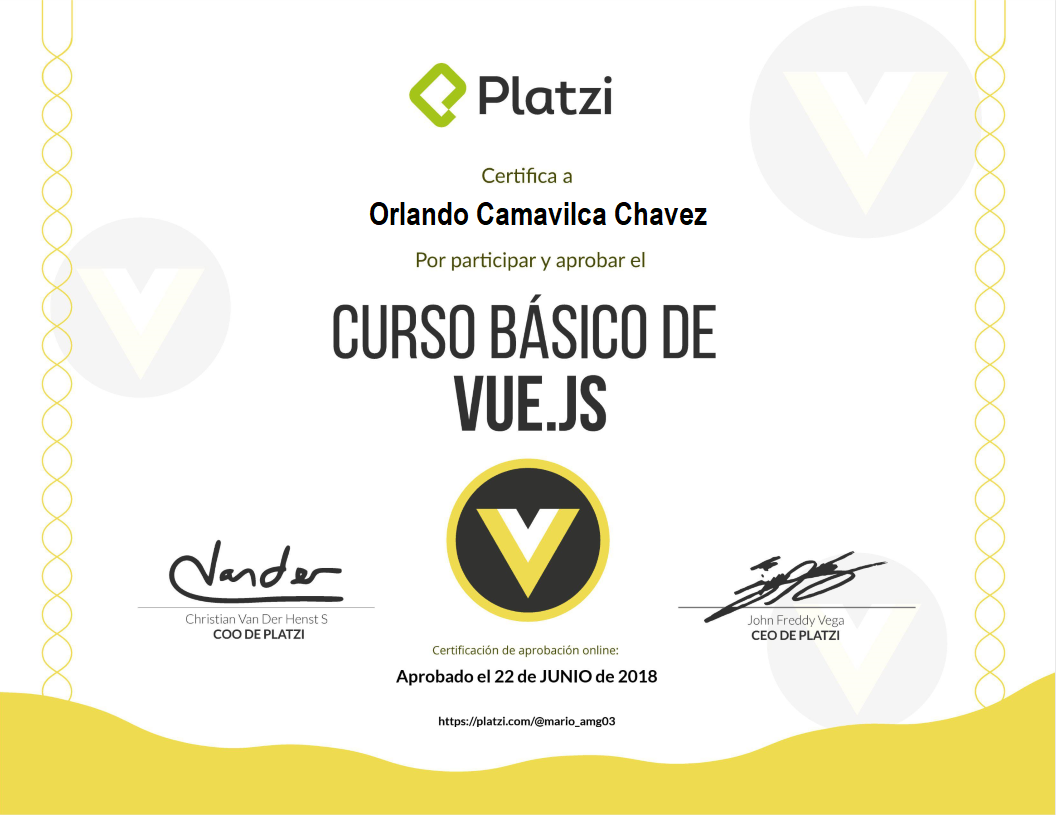 Platzi
Certifica a
Orlando Camavilca Chavez
Por participar y aprobar el
CURSO BÁSICO DE
VUE.JS
Vander
Christian Van Der Henst S
COO DE PLATZI
John Freddy Vega
CEO DE PLATZI
Certificación de aprobación online:
Aprobado el 22 de JUNIO de 2018
https://platzi.com/@mario_amg03